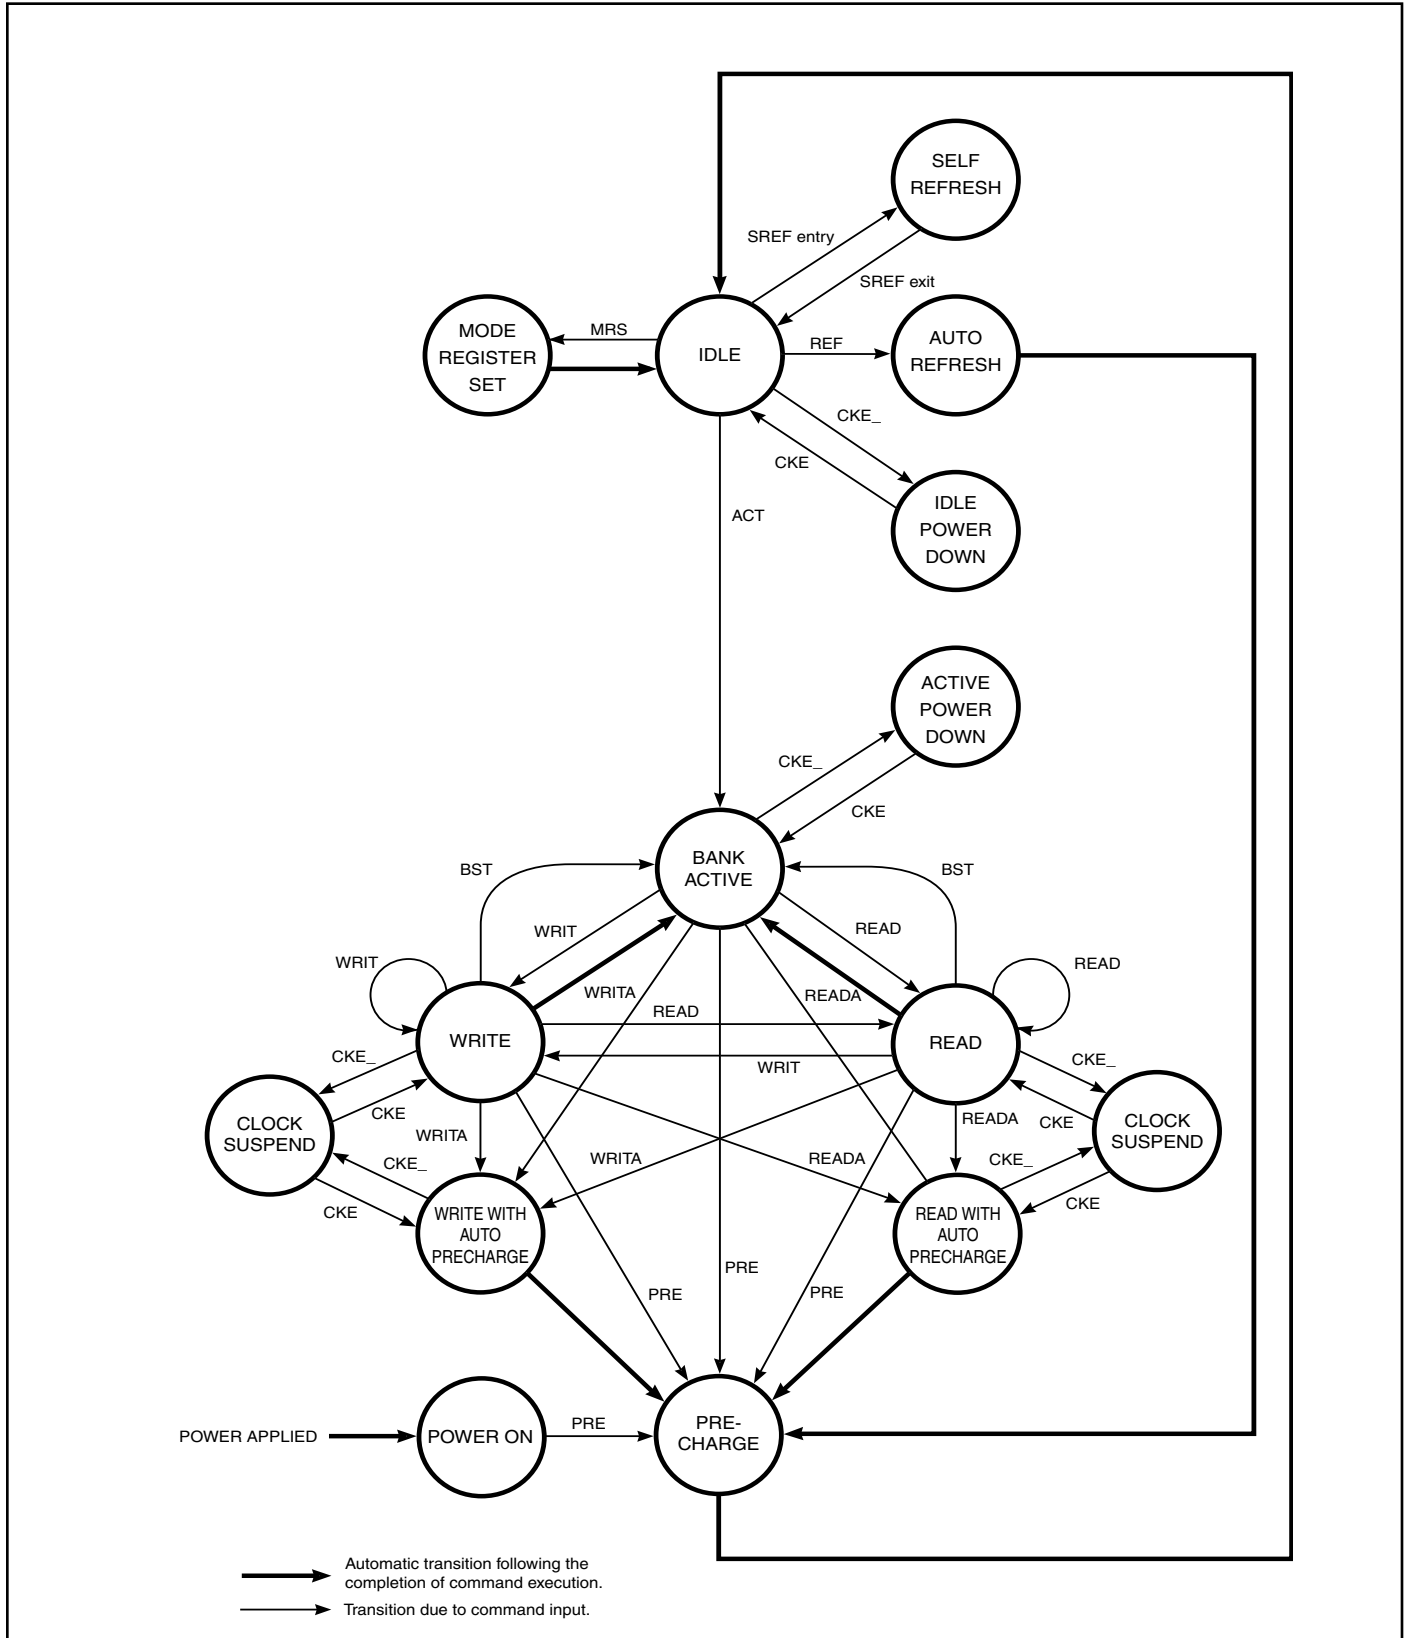 SELF
REFRESH
SREF entry
SREF exit
MODE
REGISTER
SET
MRS
IDLE
REF
AUTO
REFRESH
CKE_
CKE
IDLE
POWER
DOWN
ACT
ACTIVE
POWER
DOWN
CKE_
CKE
BANK
ACTIVE
BST
BST
WRIT
READ
WRIT
READ
WRITA
READA
READ
WRITE
READ
WRIT
CKE_
CKE_
CKE
CKE
CLOCK
SUSPEND
CLOCK
SUSPEND
WRITA
READA
CKE_
WRITA
READA
CKE_
CKE
CKE
WRITE WITH
AUTO
PRECHARGE
READ WITH
AUTO
PRECHARGE
PRE
PRE
PRE
POWER APPLIED
POWER ON
PRE
PRE-
CHARGE
Automatic transition following the
completion of command execution.
Transition due to command input.